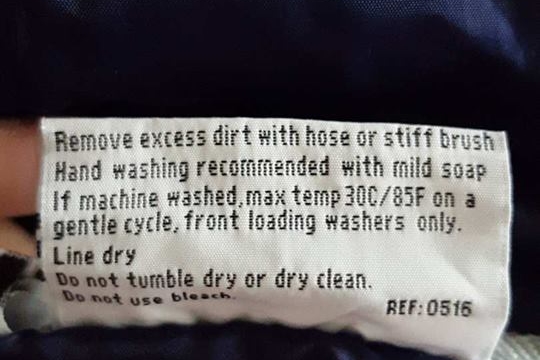 Remove excess dirt with hose or stiff brush
Hand washing recommended with mild soap
If machine washed,max temp 30C/85F on a
gentle cycle, front loading washers only.
Line dry
Do not tumble dry or dry clean.
Do not use bleach.
REF:0516